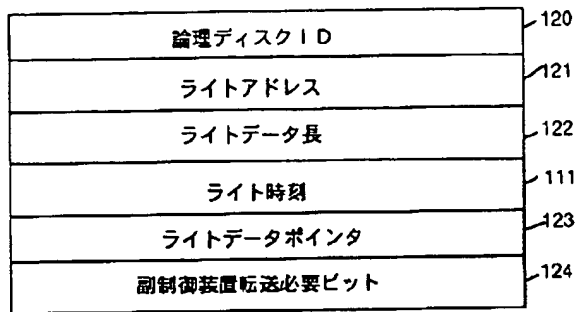 論理ディスクID 120
ライトアドレス 121
ライトデータ長 122
ライト時刻 111
ライトデータポインタ 123
副制御装置転送必要ビット 124